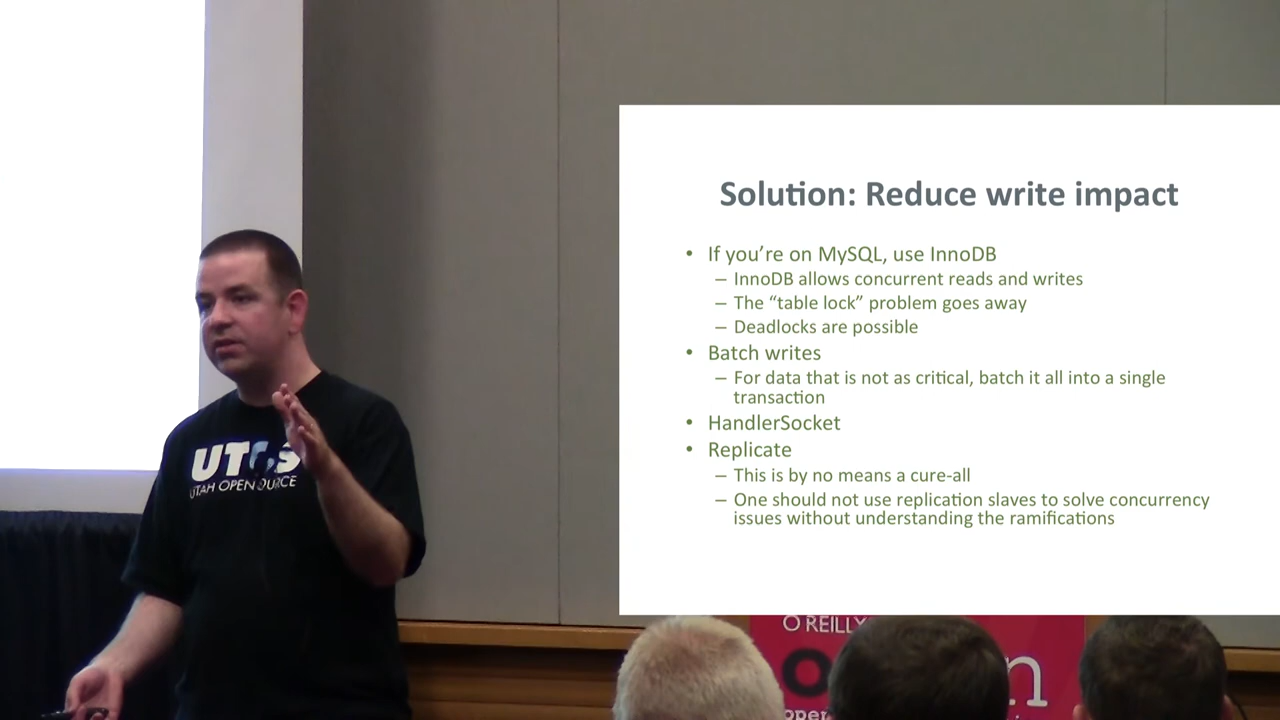 Solution: Reduce write impact
• If you’re on MySQL, use InnoDB
– InnoDB allows concurrent reads and writes
– The “table lock” problem goes away
– Deadlocks are possible
• Batch writes
– For data that is not as critical, batch it all into a single
transaction
• HandlerSocket
• Replicate
– This is by no means a cure-all
– One should not use replication slaves to solve concurrency
issues without understanding the ramifications
UTOS
UTAH OPEN SOURCE
O'REILLY